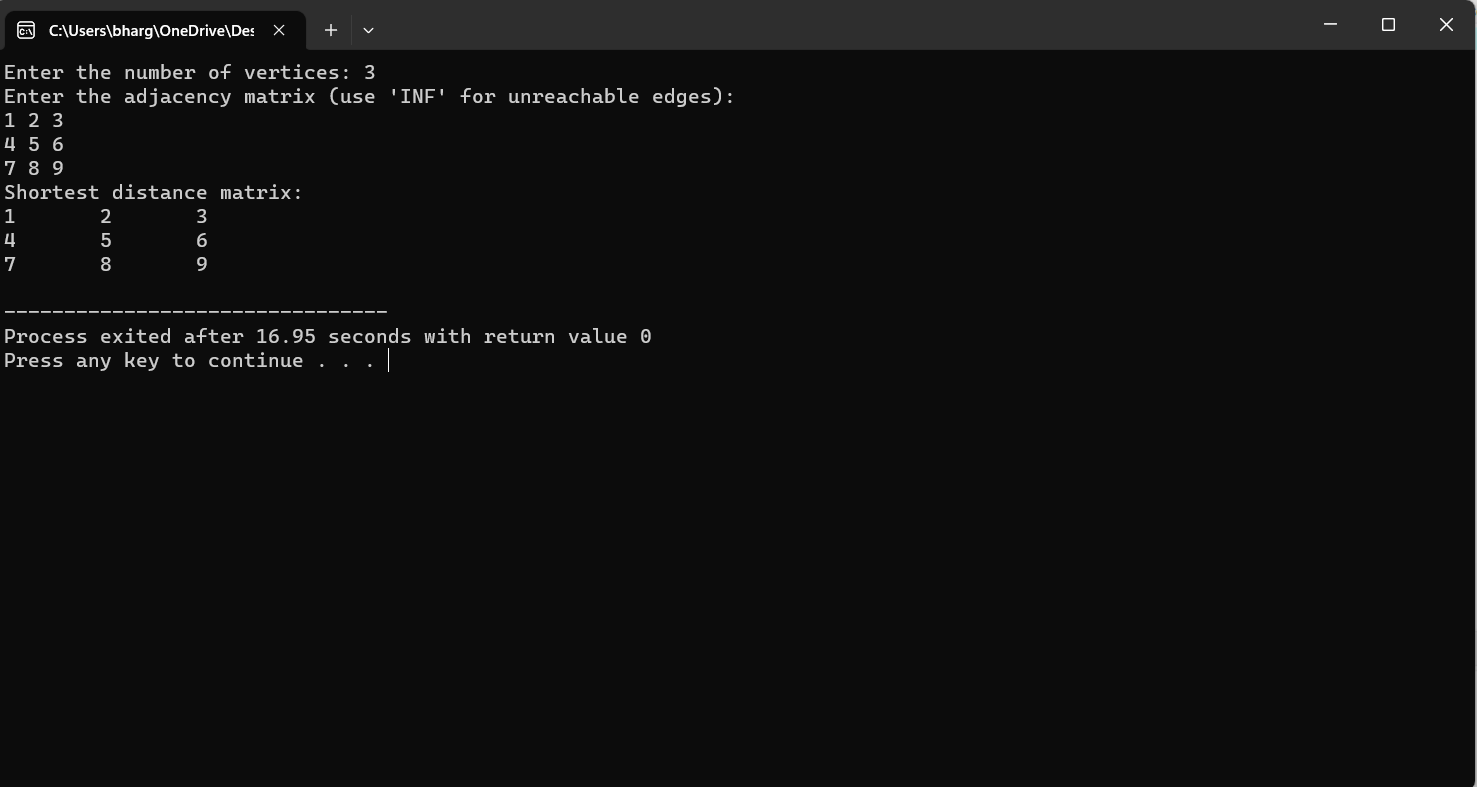 C:\Users\bharg\OneDrive\Des
Enter the number of vertices: 3
Enter the adjacency matrix (use 'INF' for unreachable edges):
1 2 3
4 5 6
7 8 9
Shortest distance matrix:
1       2       3
4       5       6
7       8       9
--------------------------------
Process exited after 16.95 seconds with return value 0
Press any key to continue . . .